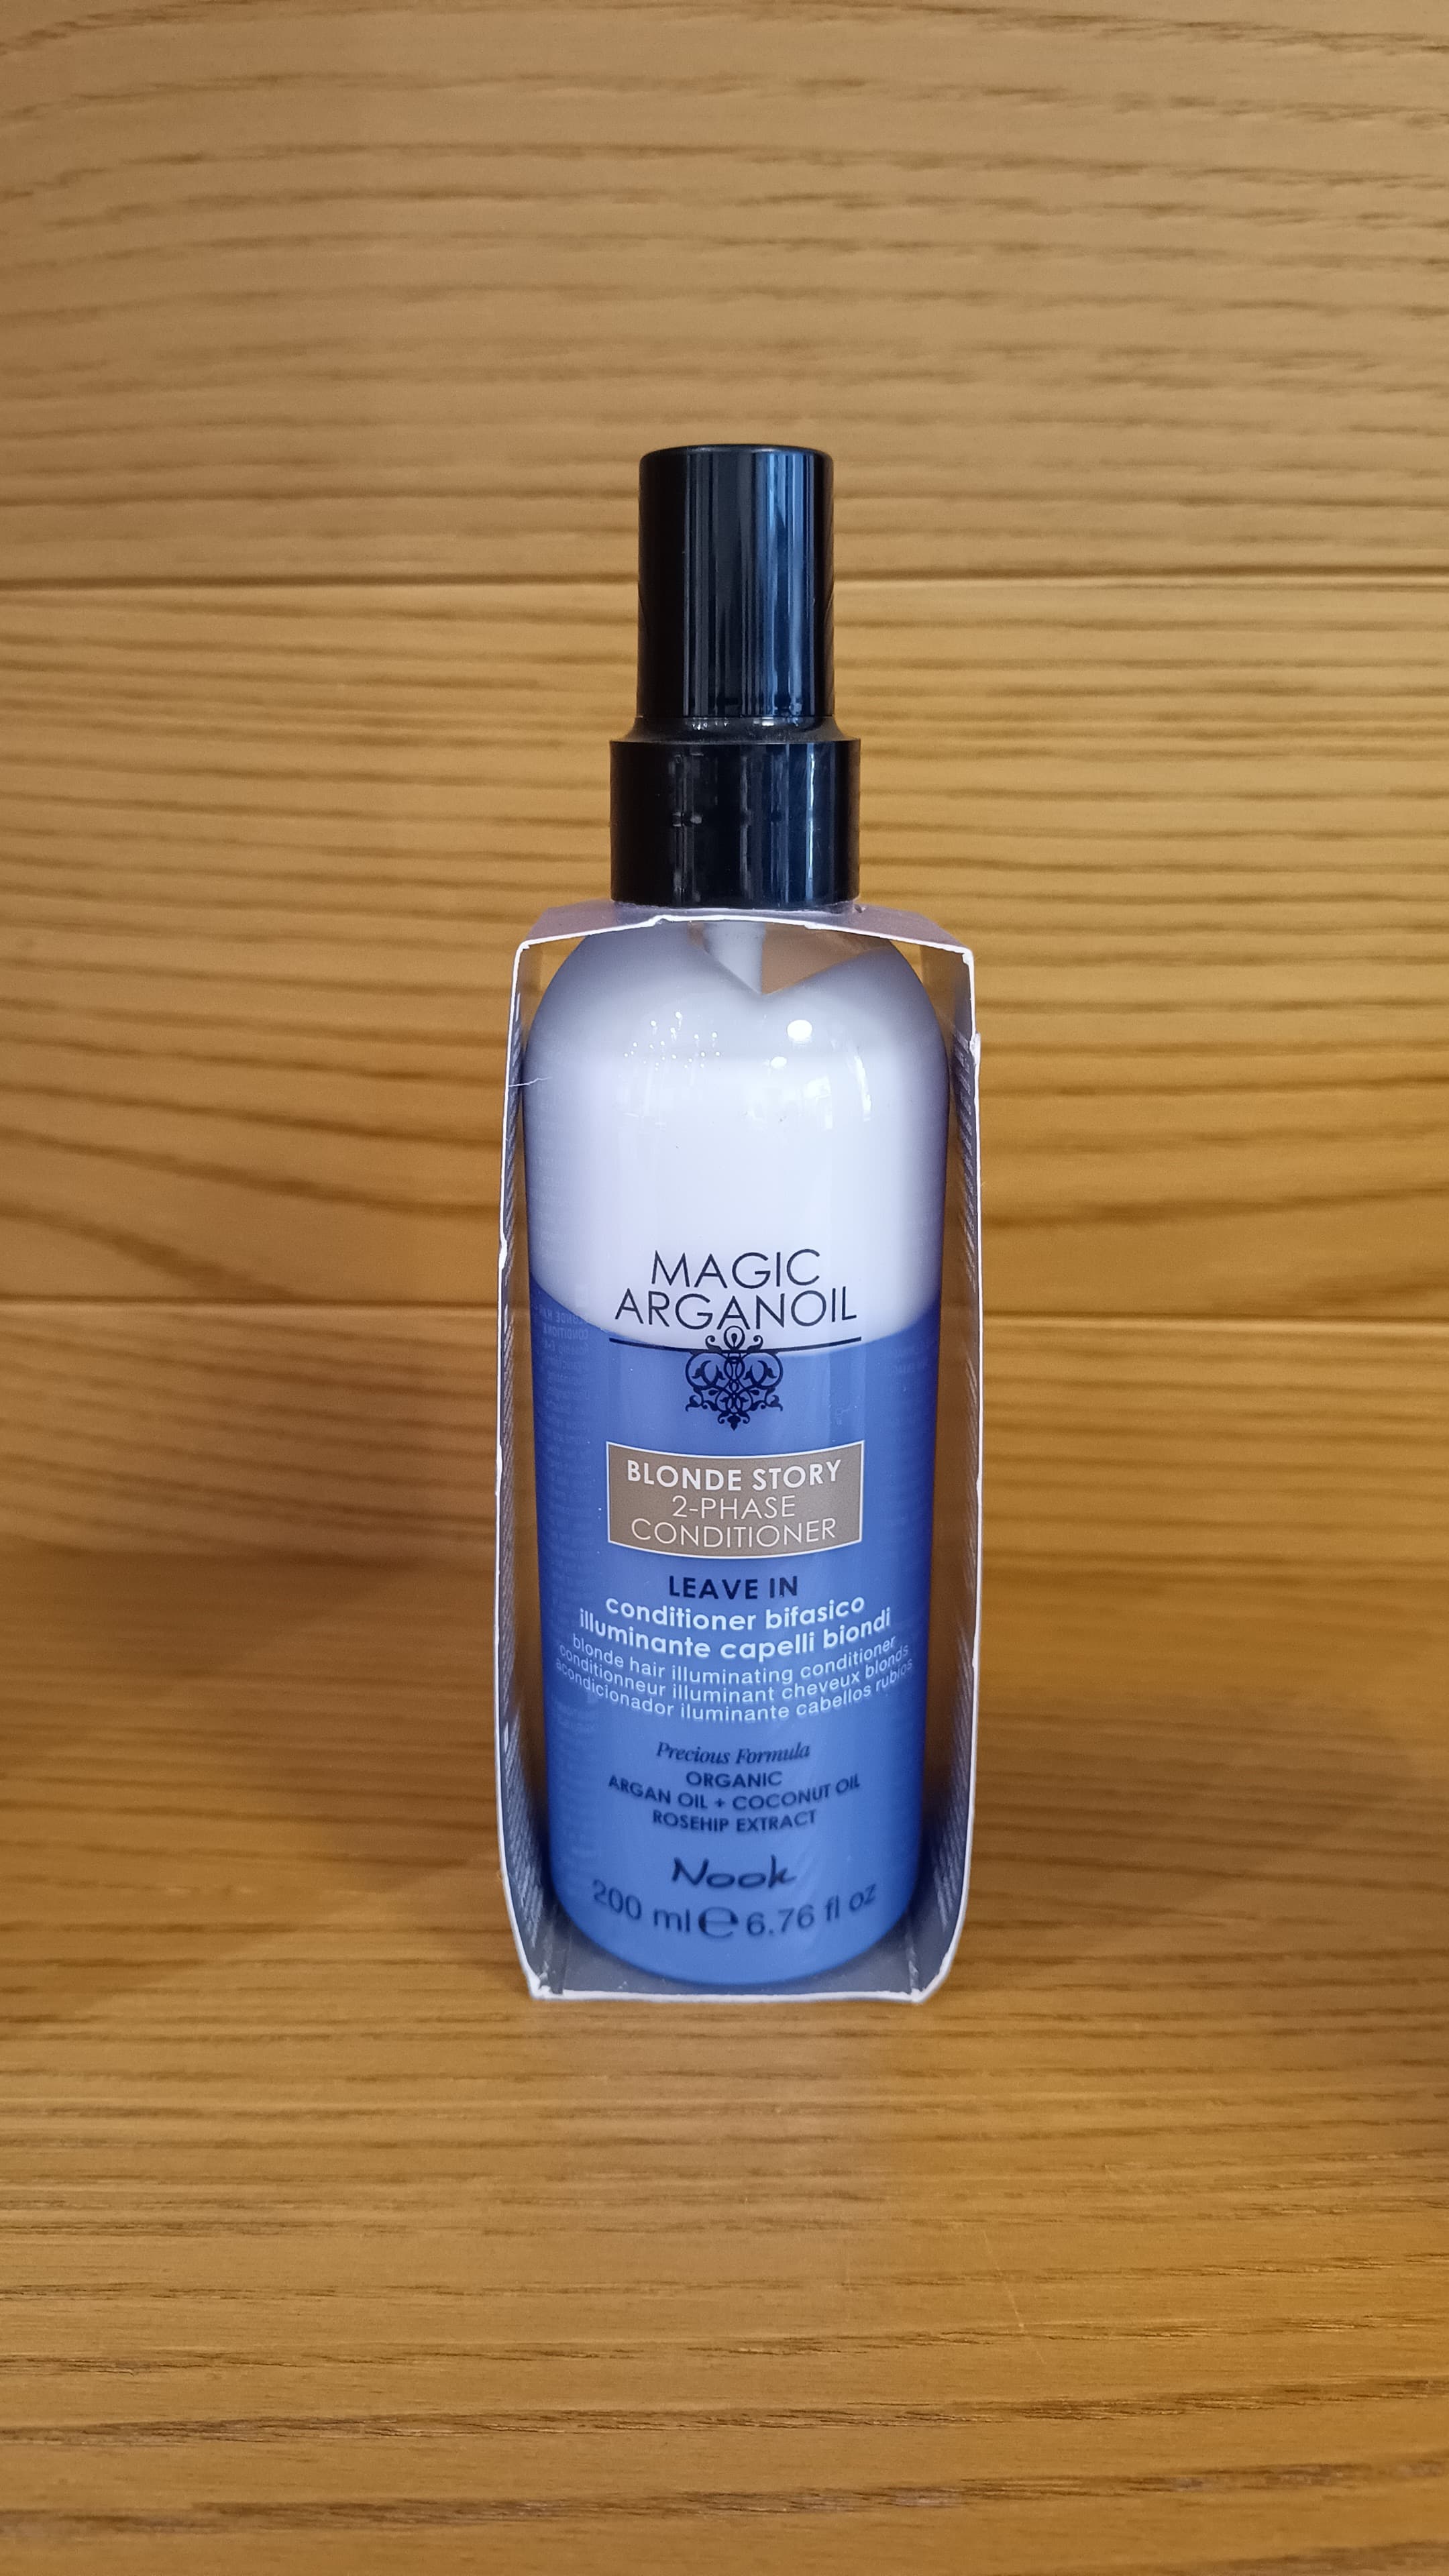 MAGIC
ARGANOIL
BLONDE STORY
2-PHASE
CONDITIONER
LEAVE IN
conditioner bifasico
illuminante capelli biondi
blonde hair illuminating conditioner
conditionneur illuminant cheveux blonds
acondicionador iluminante cabellos rubios
Precious Formula
ORGANIC
ARGAN OIL + COCONUT OIL
ROSEHIP EXTRACT
Nook
200 ml ℮ 6.76 fl oz